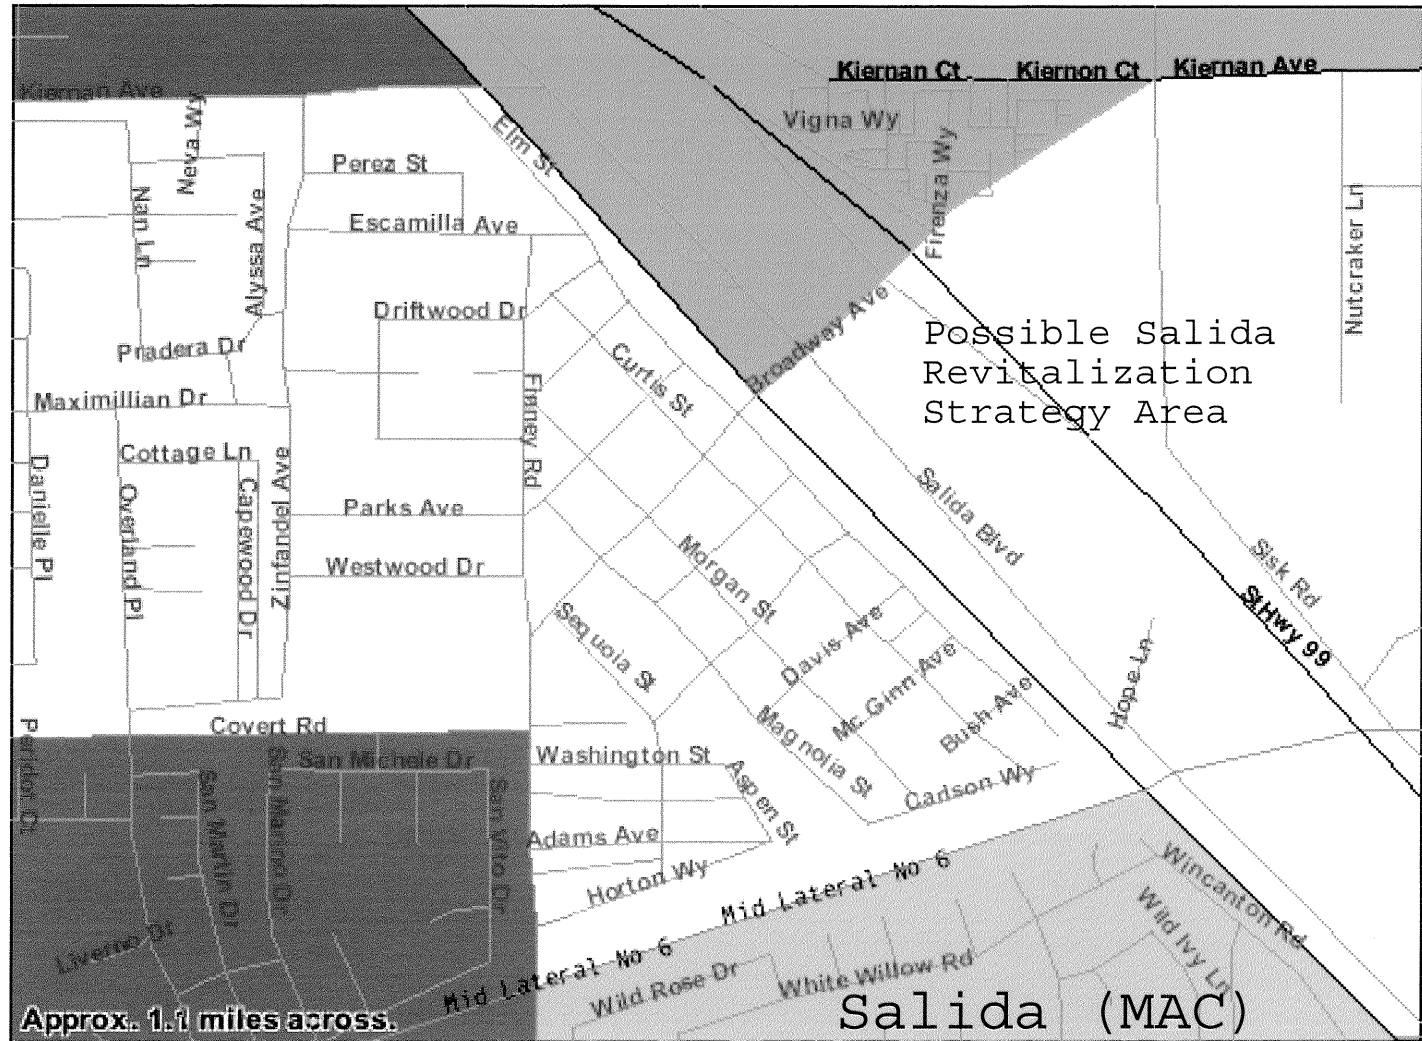 Kiernan Ct
Kiernon Ct
Kiernan Ave
Kiernan Ave
Neva Wy
Elm St
Vigna Wy
Firenza Wy
Perez St
Nan Ln
Alyssa Ave
Escamilla Ave
Nutcraker Ln
Driftwood Dr
Broadway Ave
Possible Salida
Revitalization
Strategy Area
Pradera Dr
Curtis St
Maximillian Dr
Finney Rd
Cottage Ln
Danielle Pl
Overland Pl
Capewood Dr
Zinfandel Ave
Parks Ave
Salida Blvd
Westwood Dr
Morgan St
Sisk Rd
St Hwy 99
Sequoia St
Davis Ave
Hope Ln
Mc Ginn Ave
Bush Ave
Magnolia St
Covert Rd
Peridot Ct
San Michele Dr
Washington St
San Martin Dr
San Marino Dr
San Vito Dr
Aspen St
Carlson Wy
Adams Ave
Horton Wy
Mid Lateral No 6
Mid Lateral No 6
Wincanton Rd
Wild Ivy Ln
Liverno Dr
Wild Rose Dr
White Willow Rd
Approx. 1.1 miles across.
Salida (MAC)